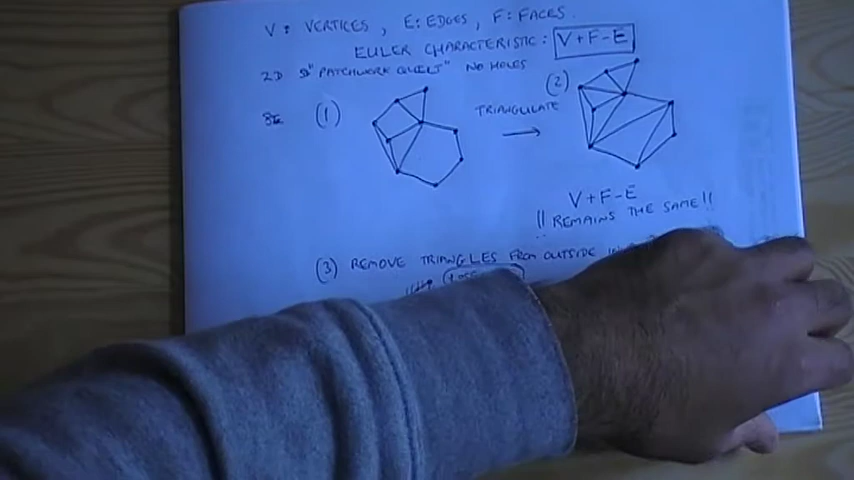 V: VERTICES, E: EDGES, F: FACES.
EULER CHARACTERISTIC: V+F-E
2D "PATCHWORK QUILT" NO HOLES
(1) TRIANGULATE (2)
V+F-E
!! REMAINS THE SAME !!
(3) REMOVE TRIANGLES FROM OUTSIDE